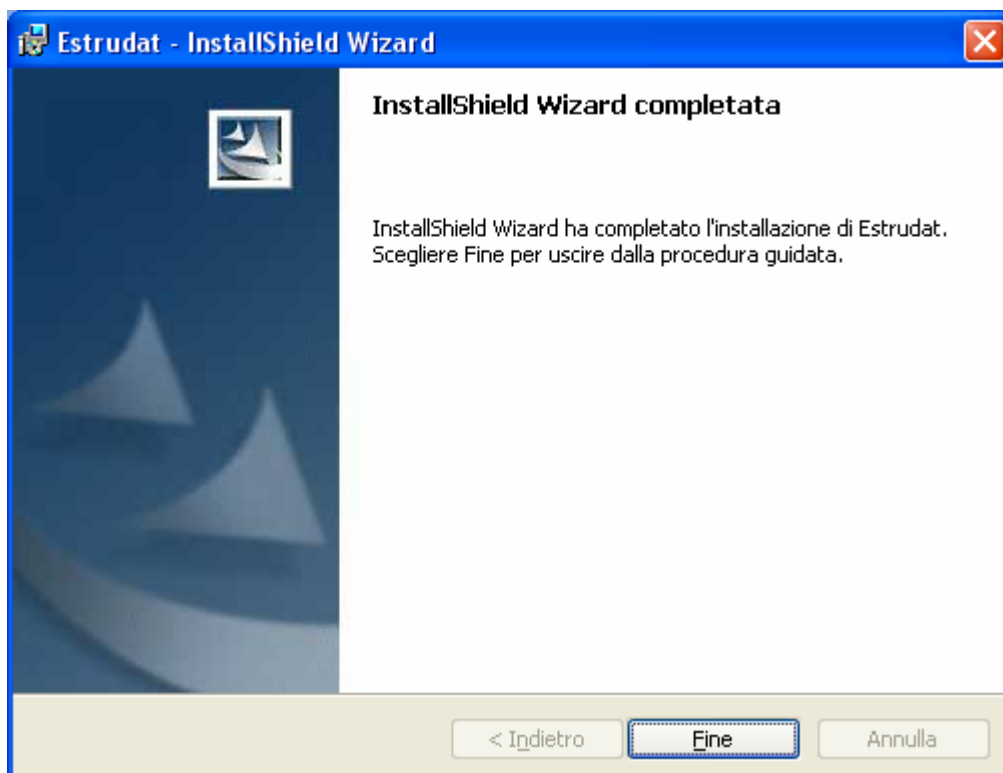 Estrudat - InstallShield Wizard
InstallShield Wizard completata
InstallShield Wizard ha completato l'installazione di Estrudat.
Scegliere Fine per uscire dalla procedura guidata.
< Indietro
Fine
Annulla